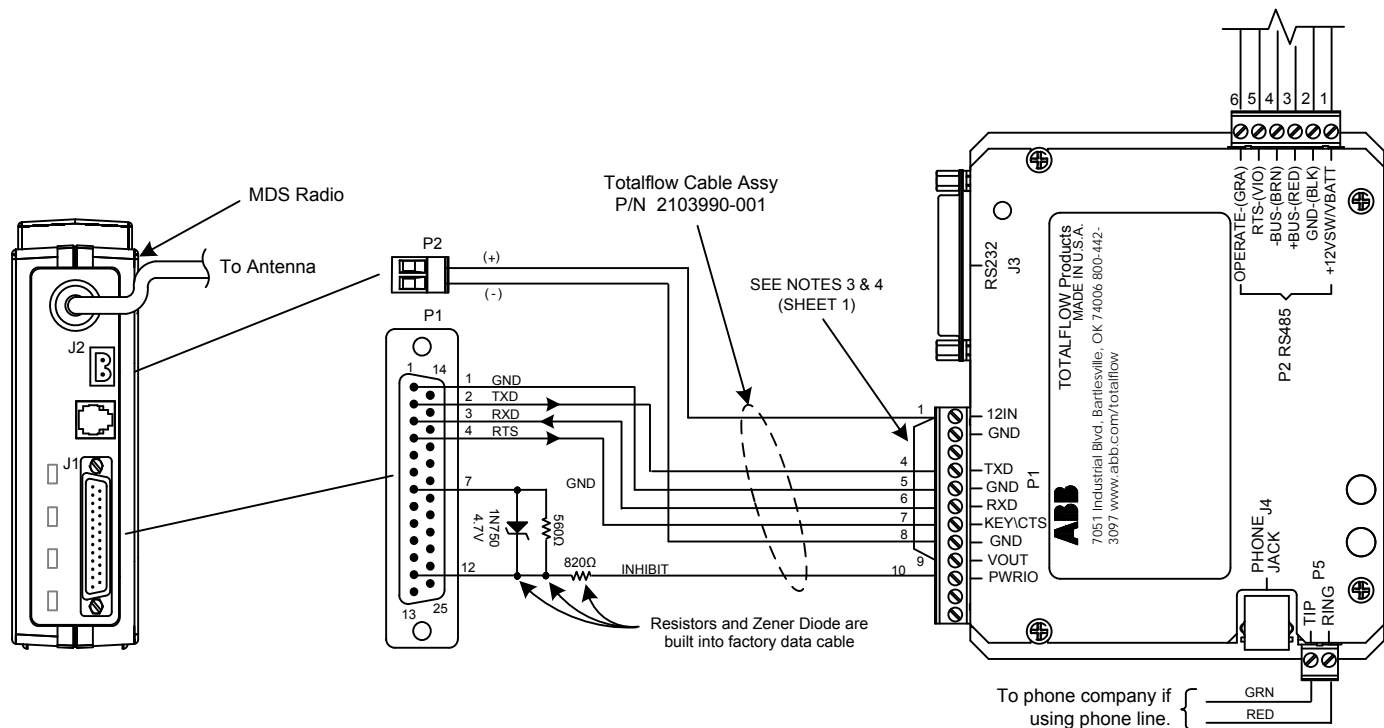 MDS Radio
To Antenna
J2
J1
P2
(+)
(-)
P1
1
14
13
25
1 GND
2 TXD
3 RXD
4 RTS
7
GND
1N750
4.7V
560Ω
12
820Ω
INHIBIT
Resistors and Zener Diode are
built into factory data cable
Totalflow Cable Assy
P/N 2103990-001
SEE NOTES 3 & 4
(SHEET 1)
1
4
5
6
7
8
9
10
12IN
GND
TXD
GND
RXD
KEY\CTS
GND
VOUT
PWRIO
P1
RS232
J3
ABB
TOTALFLOW Products
MADE IN U.S.A.
7051 Industrial Blvd, Bartlesville, OK 74006 800-442-
3097 www.abb.com/totalflow
6 5 4 3 2 1
OPERATE-(GRA)
RTS-(VIO)
-BUS-(BRN)
+BUS-(RED)
GND-(BLK)
+12VSW/VBATT
P2 RS485
PHONE
JACK
J4
TIP
RING
P5
To phone company if
using phone line.
GRN
RED